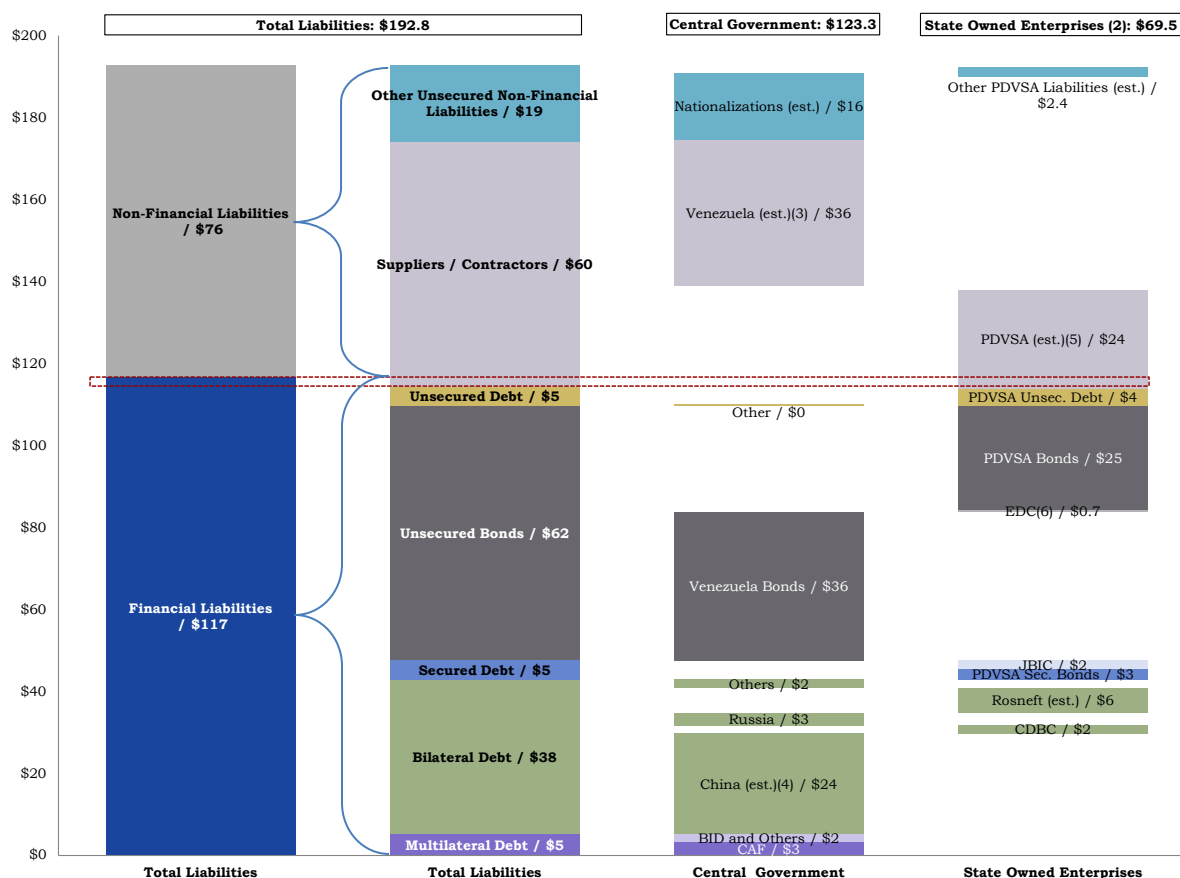 Total Liabilities: $192.8
Central Government: $123.3
State Owned Enterprises (2): $69.5
$200
$180
$160
$140
$120
$100
$80
$60
$40
$20
$0
Non-Financial Liabilities
/ $76
Financial Liabilities
/ $117
Other Unsecured Non-Financial
Liabilities / $19
Suppliers / Contractors / $60
Unsecured Debt / $5
Unsecured Bonds / $62
Secured Debt / $5
Bilateral Debt / $38
Multilateral Debt / $5
Nationalizations (est.) / $16
Venezuela (est.)(3) / $36
Other / $0
Venezuela Bonds / $36
Others / $2
Russia / $3
China (est.)(4) / $24
BID and Others / $2
CAF / $3
Other PDVSA Liabilities (est.) /
$2.4
PDVSA (est.)(5) / $24
PDVSA Unsec. Debt / $4
PDVSA Bonds / $25
EDC(6) / $0.7
JBIC / $2
PDVSA Sec. Bonds / $3
Rosneft (est.) / $6
CDBC / $2
Total Liabilities
Total Liabilities
Central Government
State Owned Enterprises